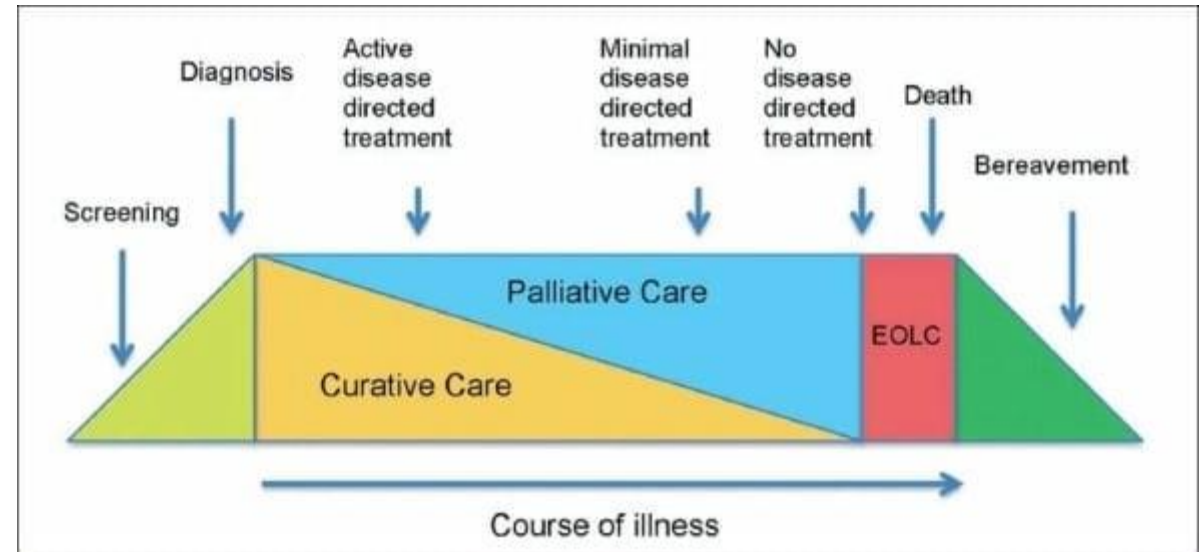 Screening
Diagnosis
Active
disease
directed
treatment
Minimal
disease
directed
treatment
No
disease
directed
treatment
Death
Bereavement
Palliative Care
Curative Care
EOLC
Course of illness